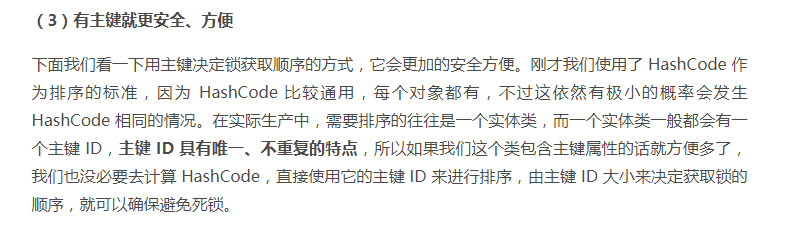 （3）有主键就更安全、方便
下面我们看一下用主键决定锁获取顺序的方式，它会更加的安全方便。刚才我们使用了 HashCode 作
为排序的标准，因为 HashCode 比较通用，每个对象都有，不过这依然有极小的概率会发生
HashCode 相同的情况。在实际生产中，需要排序的往往是一个实体类，而一个实体类一般都会有一
个主键 ID，主键 ID 具有唯一、不重复的特点，所以如果我们这个类包含主键属性的话就方便多了，
我们也没必要去计算 HashCode，直接使用它的主键 ID 来进行排序，由主键 ID 大小来决定获取锁的
顺序，就可以确保避免死锁。